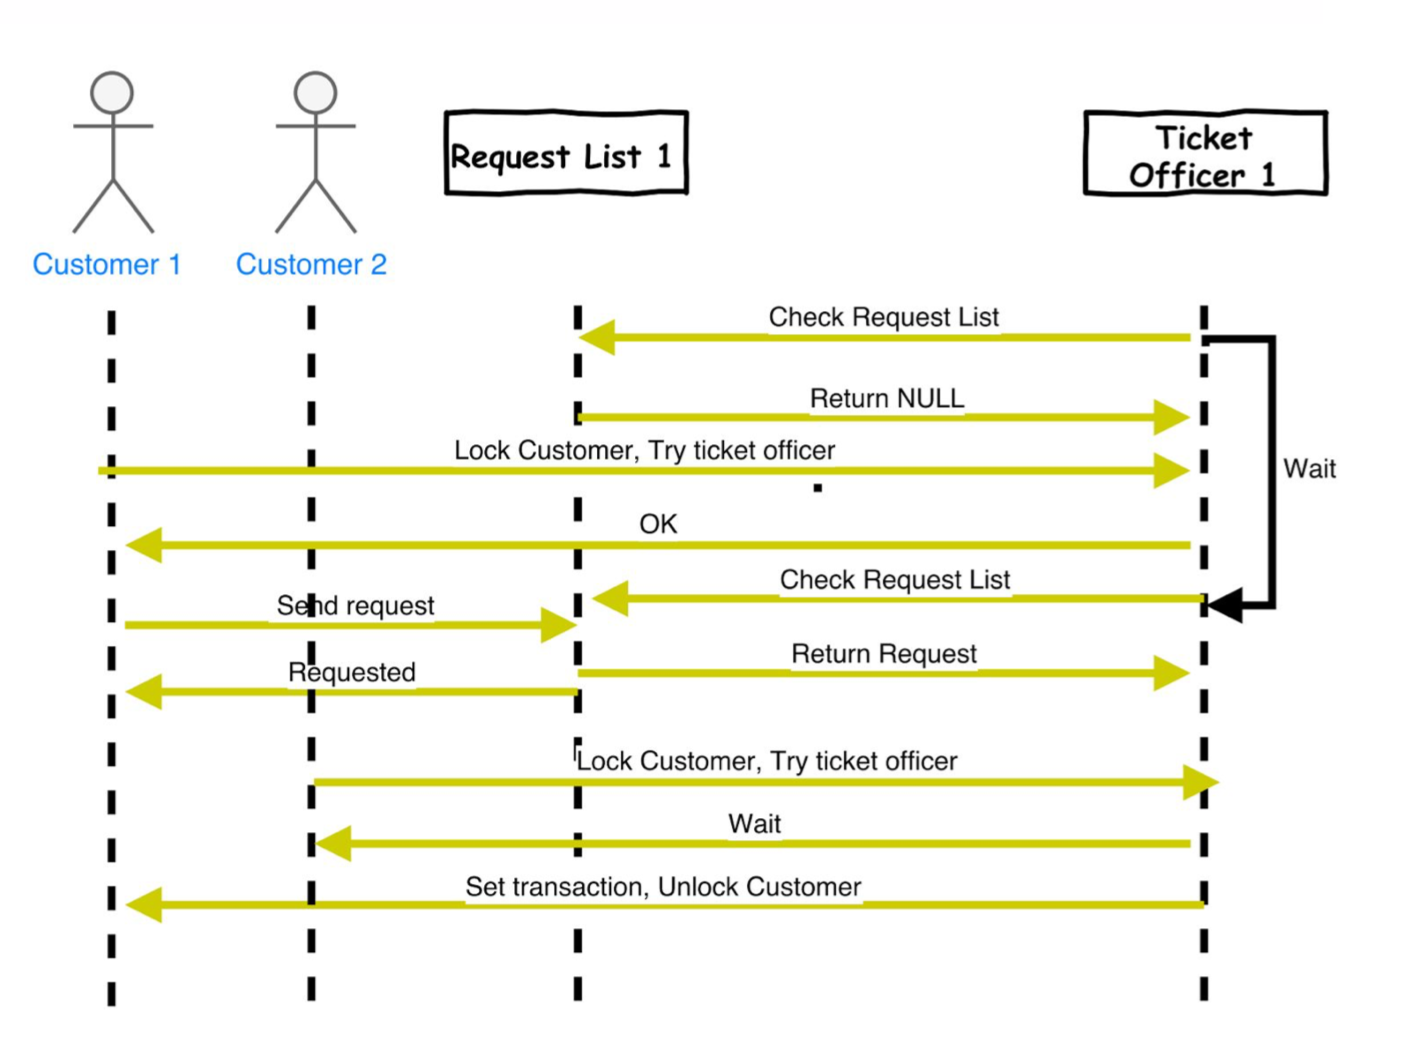 Request List 1
Ticket
Officer 1
Customer 1
Customer 2
Check Request List
Return NULL
Lock Customer, Try ticket officer
Wait
OK
Check Request List
Send request
Return Request
Requested
Lock Customer, Try ticket officer
Wait
Set transaction, Unlock Customer